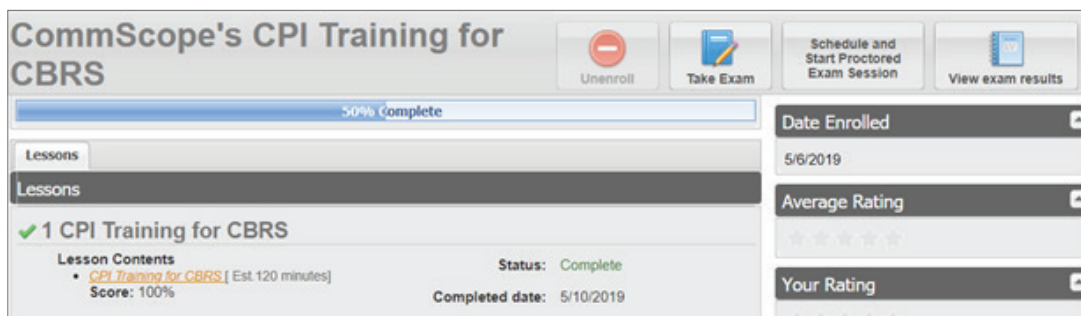 CommScope's CPI Training for
CBRS
Unenroll
Take Exam
Schedule and
Start Proctored
Exam Session
View exam results
50% Complete
Date Enrolled
5/6/2019
Lessons
Lessons
Average Rating
✔ 1 CPI Training for CBRS
Lesson Contents
• CPI Training for CBRS [ Est 120 minutes]
Score: 100%
Status: Complete
Completed date: 5/10/2019
Your Rating